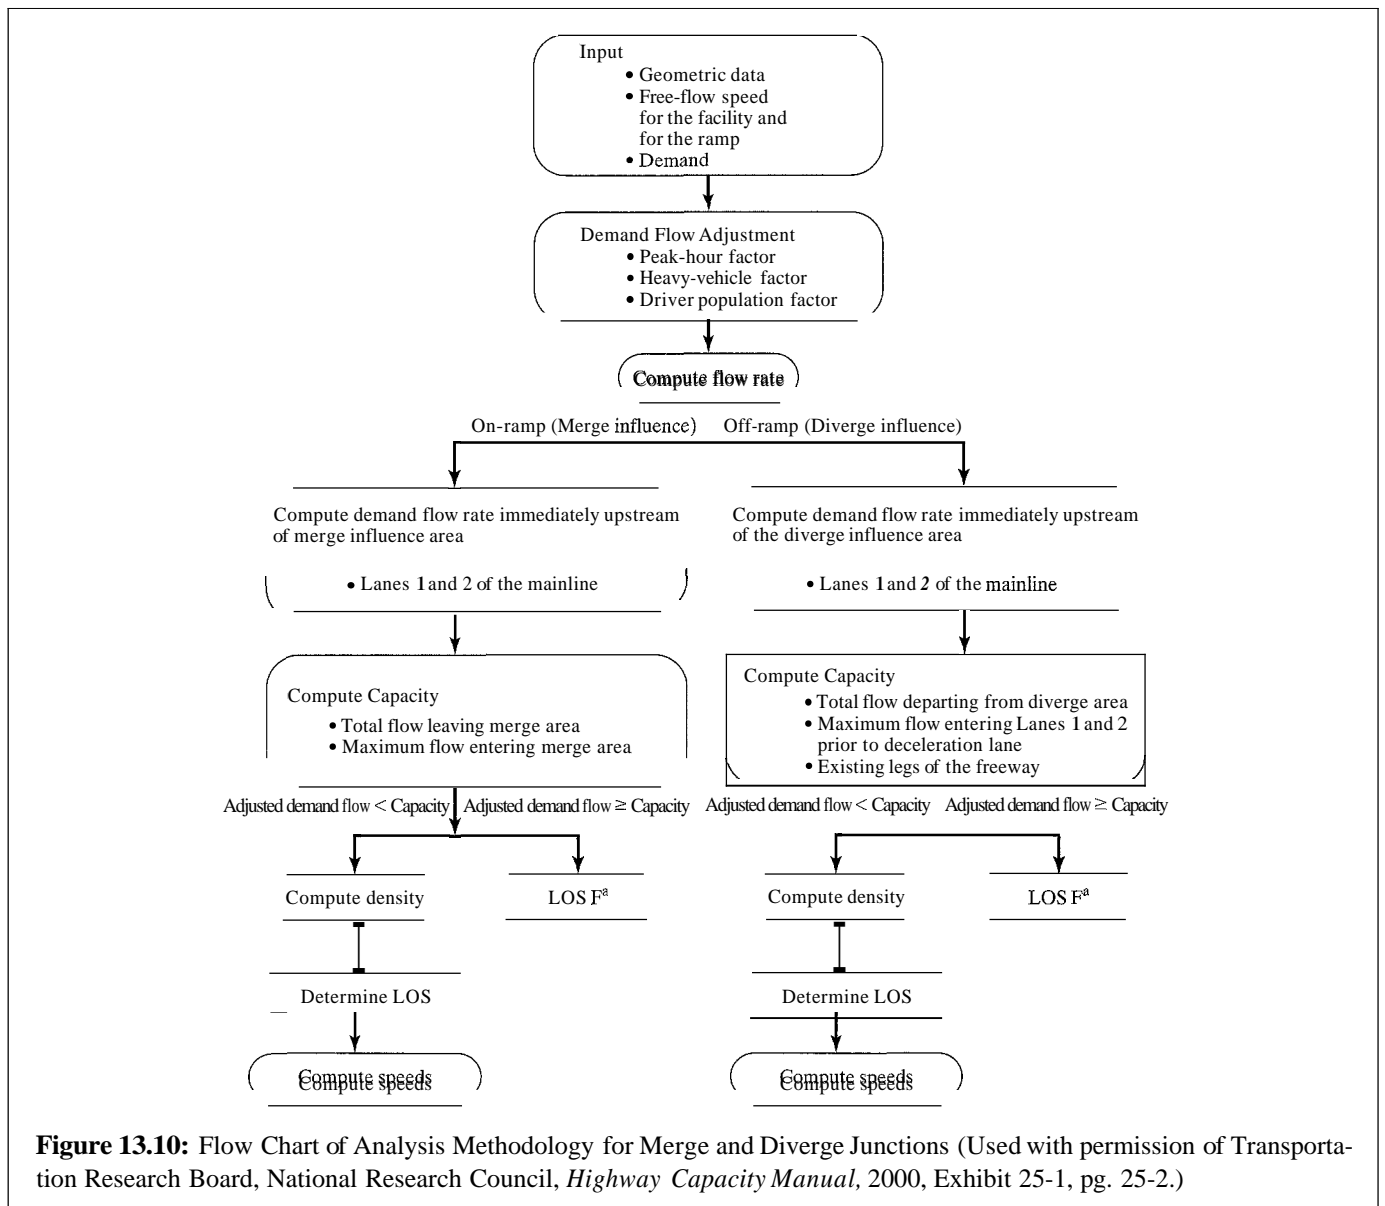 Input
• Geometric data
• Free-flow speed
for the facility and
for the ramp
• Demand
Demand Flow Adjustment
• Peak-hour factor
• Heavy-vehicle factor
• Driver population factor
Compute flow rate
On-ramp (Merge influence)
Off-ramp (Diverge influence)
Compute demand flow rate immediately upstream
of merge influence area
• Lanes 1 and 2 of the mainline
Compute demand flow rate immediately upstream
of the diverge influence area
• Lanes 1 and 2 of the mainline
Compute Capacity
• Total flow leaving merge area
• Maximum flow entering merge area
Compute Capacity
• Total flow departing from diverge area
• Maximum flow entering Lanes 1 and 2
prior to deceleration lane
• Existing legs of the freeway
Adjusted demand flow < Capacity
Adjusted demand flow ≥ Capacity
Adjusted demand flow < Capacity
Adjusted demand flow ≥ Capacity
Compute density
LOS Fª
Compute density
LOS Fª
Determine LOS
Determine LOS
Compute speeds
Compute speeds
Figure 13.10: Flow Chart of Analysis Methodology for Merge and Diverge Junctions (Used with permission of Transporta-
tion Research Board, National Research Council, Highway Capacity Manual, 2000, Exhibit 25-1, pg. 25-2.)